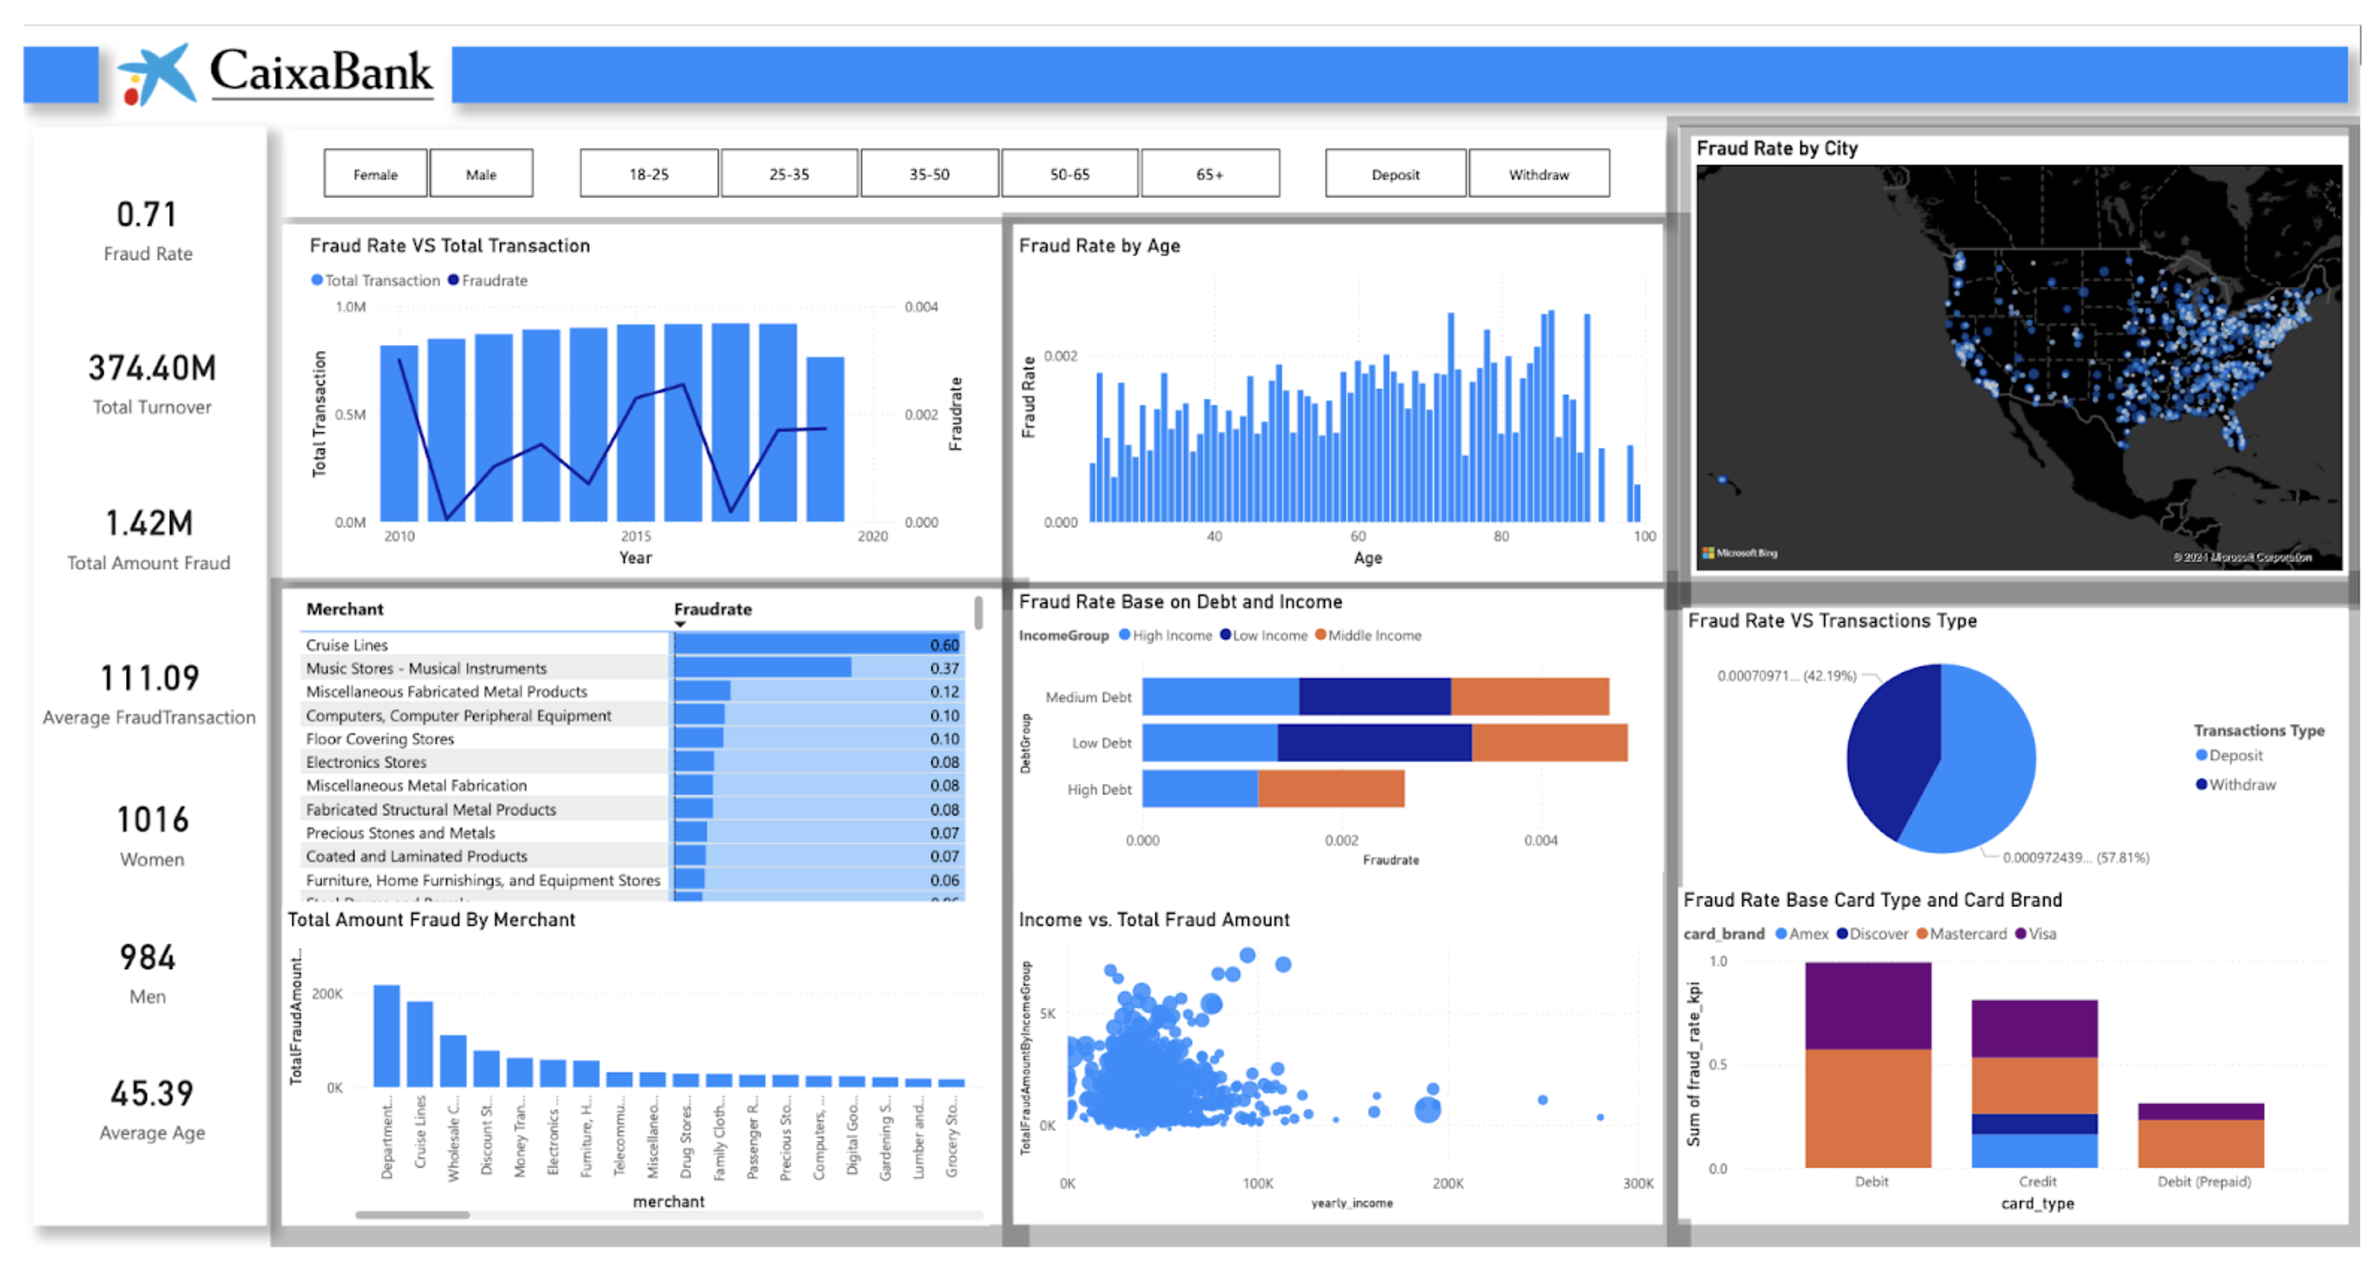 CaixaBank
0.71
Fraud Rate
374.40M
Total Turnover
1.42M
Total Amount Fraud
111.09
Average FraudTransaction
1016
Women
984
Men
45.39
Average Age
Female Male 18-25 25-35 35-50 50-65 65+ Deposit Withdraw
Fraud Rate VS Total Transaction
Total Transaction Fraudrate
1.0M
0.5M
0.0M
Total Transaction
0.004
0.002
0.000
Fraudrate
2010 2015 2020
Year
Fraud Rate by Age
Fraud Rate
0.002
0.000
40 60 80 100
Age
Fraud Rate by City
Microsoft Bing
© 2024 Microsoft Corporation
Merchant Fraudrate
Cruise Lines 0.60
Music Stores - Musical Instruments 0.37
Miscellaneous Fabricated Metal Products 0.12
Computers, Computer Peripheral Equipment 0.10
Floor Covering Stores 0.10
Electronics Stores 0.08
Miscellaneous Metal Fabrication 0.08
Fabricated Structural Metal Products 0.08
Precious Stones and Metals 0.07
Coated and Laminated Products 0.07
Furniture, Home Furnishings, and Equipment Stores 0.06
Total Amount Fraud By Merchant
TotalFraudAmount...
200K
0K
Department...
Cruise Lines
Wholesale C...
Discount St...
Money Tran...
Electronics ...
Furniture, H...
Telecommu...
Miscellaneo...
Drug Stores...
Family Cloth...
Passenger R...
Precious Sto...
Computers, ...
Digital Goo...
Gardening S...
Lumber and...
Grocery Sto...
merchant
Fraud Rate Base on Debt and Income
IncomeGroup High Income Low Income Middle Income
DebtGroup
Medium Debt
Low Debt
High Debt
0.000 0.002 0.004
Fraudrate
Income vs. Total Fraud Amount
TotalFraudAmountByIncomeGroup
5K
0K
0K 100K 200K 300K
yearly_income
Fraud Rate VS Transactions Type
0.00070971... (42.19%)
0.000972439... (57.81%)
Transactions Type
Deposit
Withdraw
Fraud Rate Base Card Type and Card Brand
card_brand Amex Discover Mastercard Visa
Sum of fraud_rate_kpi
1.0
0.5
0.0
Debit Credit Debit (Prepaid)
card_type